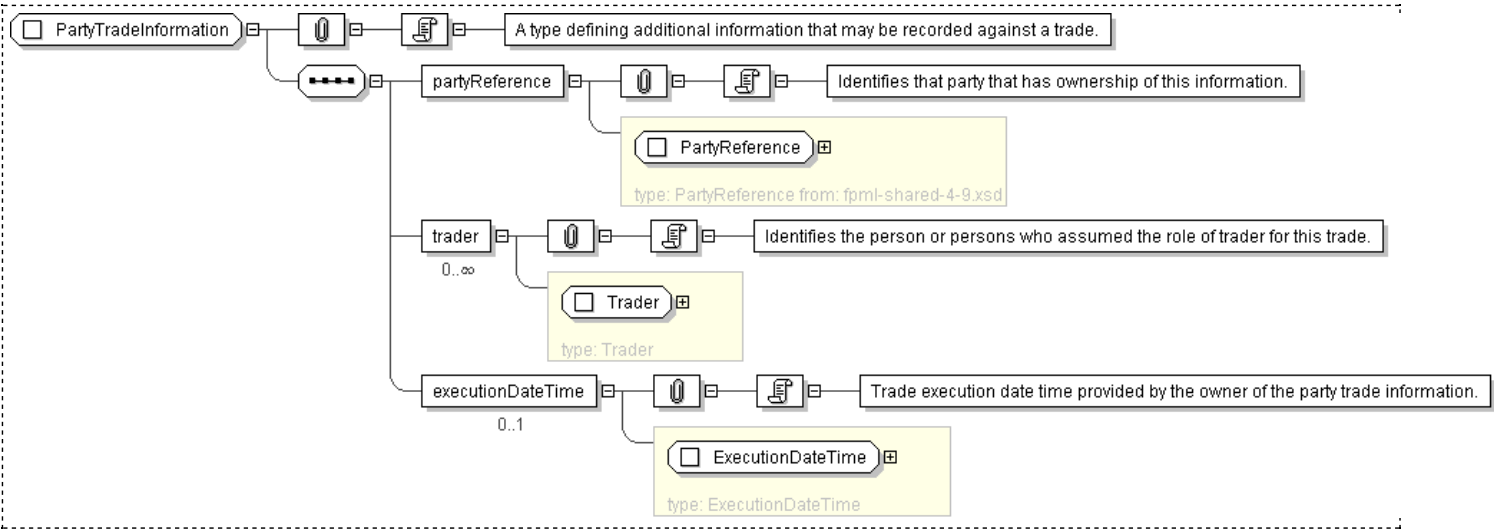 PartyTradeInformation
A type defining additional information that may be recorded against a trade.
partyReference
Identifies that party that has ownership of this information.
PartyReference
type: PartyReference from: fpml-shared-4-9.xsd
trader
Identifies the person or persons who assumed the role of trader for this trade.
0..∞
Trader
type: Trader
executionDateTime
Trade execution date time provided by the owner of the party trade information.
0..1
ExecutionDateTime
type: ExecutionDateTime